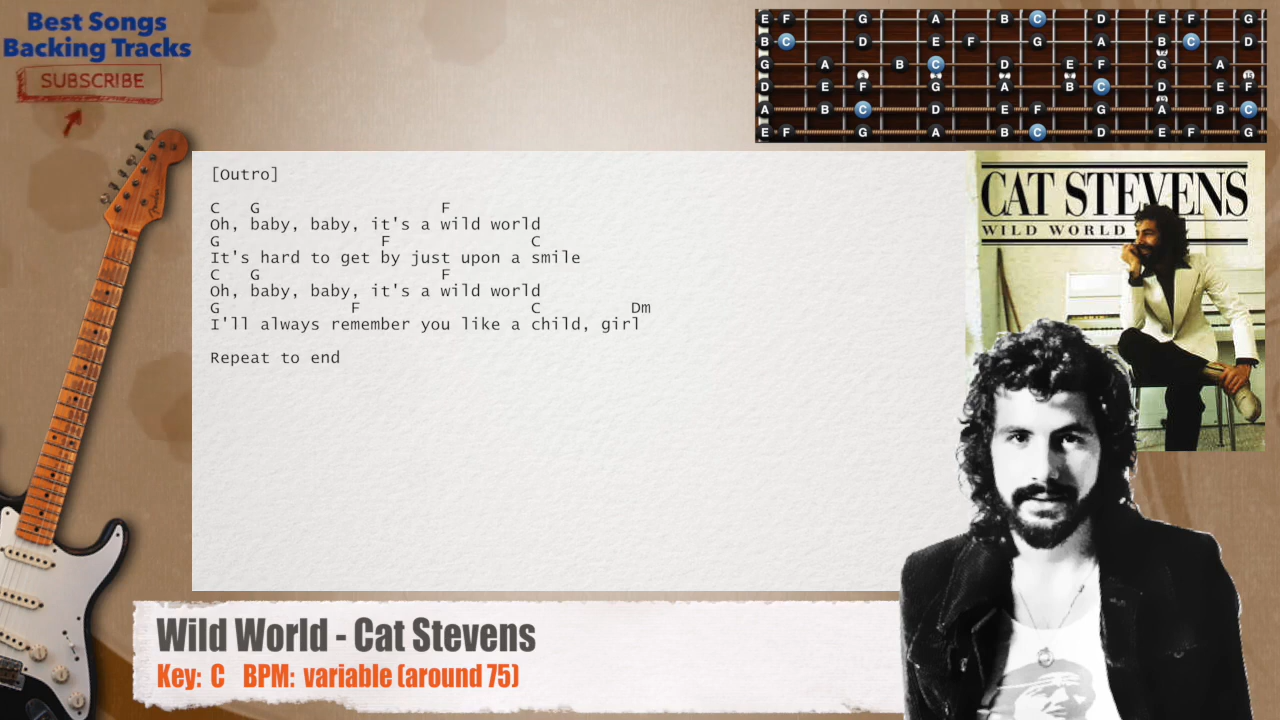 Best Songs
Backing Tracks
SUBSCRIBE
E F G A B C D E F G
B C D E F G A B C D
G A B C D E F G A
D E F G A B C D E F
A B C D E F G A B C
E F G A B C D E F G
[Outro]
C   G                  F
Oh, baby, baby, it's a wild world
G                F              C
It's hard to get by just upon a smile
C   G                  F
Oh, baby, baby, it's a wild world
G             F                 C         Dm
I'll always remember you like a child, girl
Repeat to end
CAT STEVENS
WILD WORLD
Wild World - Cat Stevens
Key: C BPM: variable (around 75)